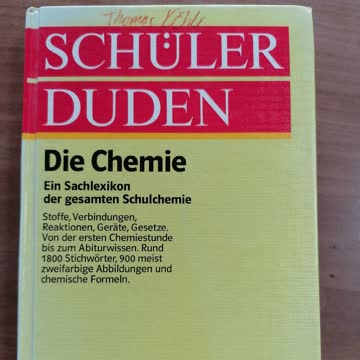 Thomas Köhle
SCHÜLER
DUDEN
Die Chemie
Ein Sachlexikon
der gesamten Schulchemie
Stoffe, Verbindungen,
Reaktionen, Geräte, Gesetze.
Von der ersten Chemiestunde
bis zum Abiturwissen. Rund
1800 Stichwörter, 900 meist
zweifarbige Abbildungen und
chemische Formeln.